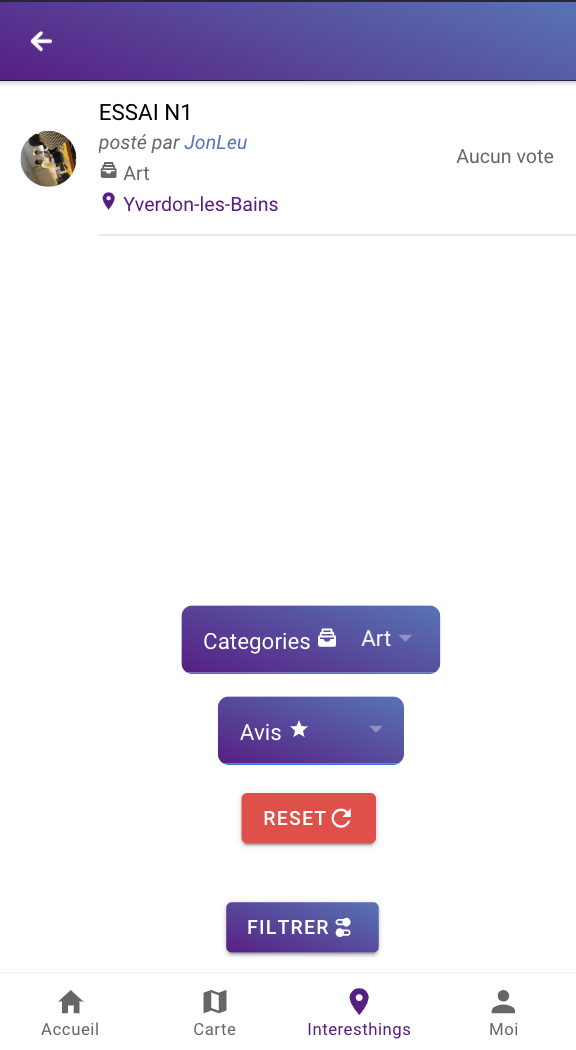 ESSAI N1
posté par JonLeu
Art
Yverdon-les-Bains
Aucun vote
Categories Art
Avis
RESET
FILTRER
Accueil Carte Interesthings Moi